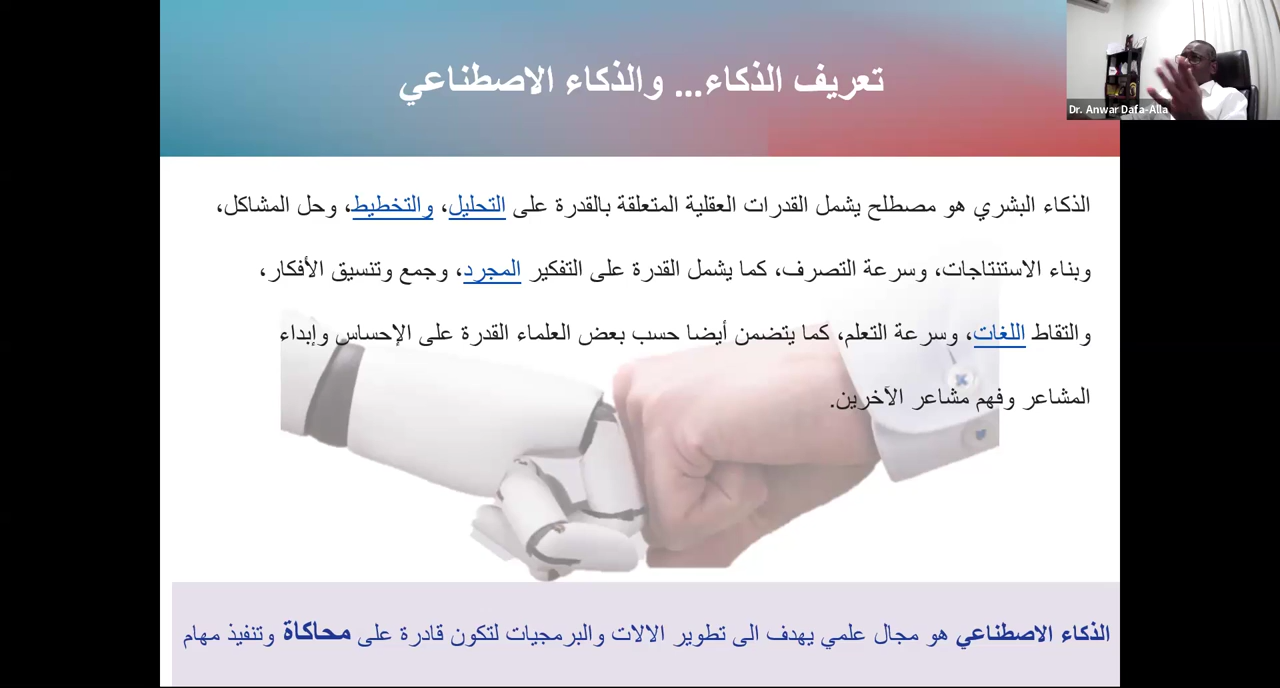 تعريف الذكاء... والذكاء الاصطناعي
Dr. Anwar Dafa-Alla
الذكاء البشري هو مصطلح يشمل القدرات العقلية المتعلقة بالقدرة على التحليل، والتخطيط، وحل المشاكل،
وبناء الاستنتاجات، وسرعة التصرف، كما يشمل القدرة على التفكير المجرد، وجمع وتنسيق الأفكار،
والتقاط اللغات، وسرعة التعلم، كما يتضمن أيضا حسب بعض العلماء القدرة على الإحساس وإبداء
المشاعر وفهم مشاعر الآخرين.
الذكاء الاصطناعي هو مجال علمي يهدف الى تطوير الالات والبرمجيات لتكون قادرة على محاكاة وتنفيذ مهام